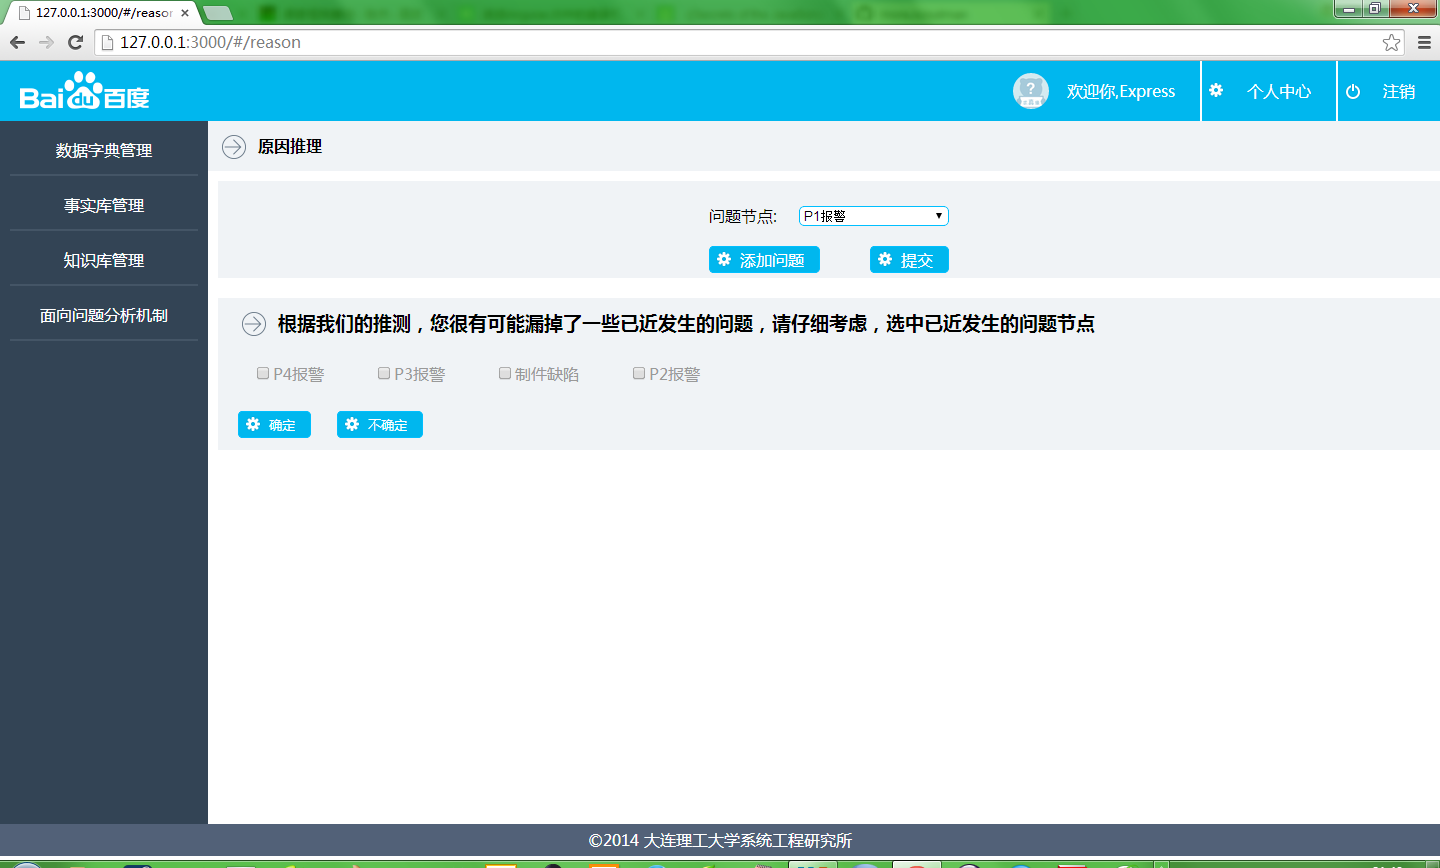 127.0.0.1:3000/#/reason
127.0.0.1:3000/#/reason
Bai du 百度
欢迎你,Express
个人中心
注销
数据字典管理
事实库管理
知识库管理
面向问题分析机制
原因推理
问题节点:
P1报警
添加问题
提交
根据我们的推测，您很有可能漏掉了一些已近发生的问题，请仔细考虑，选中已近发生的问题节点
P4报警
P3报警
制件缺陷
P2报警
确定
不确定
©2014 大连理工大学系统工程研究所